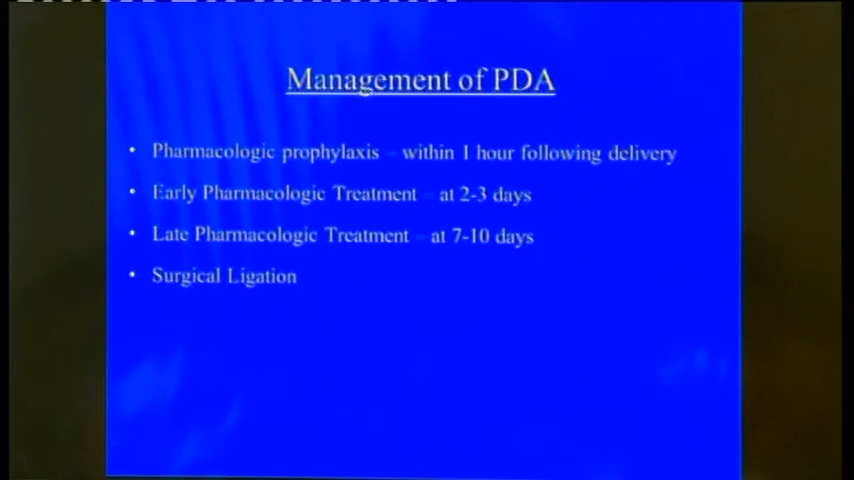 Management of PDA
• Pharmacologic prophylaxis – within 1 hour following delivery
• Early Pharmacologic Treatment – at 2-3 days
• Late Pharmacologic Treatment – at 7-10 days
• Surgical Ligation